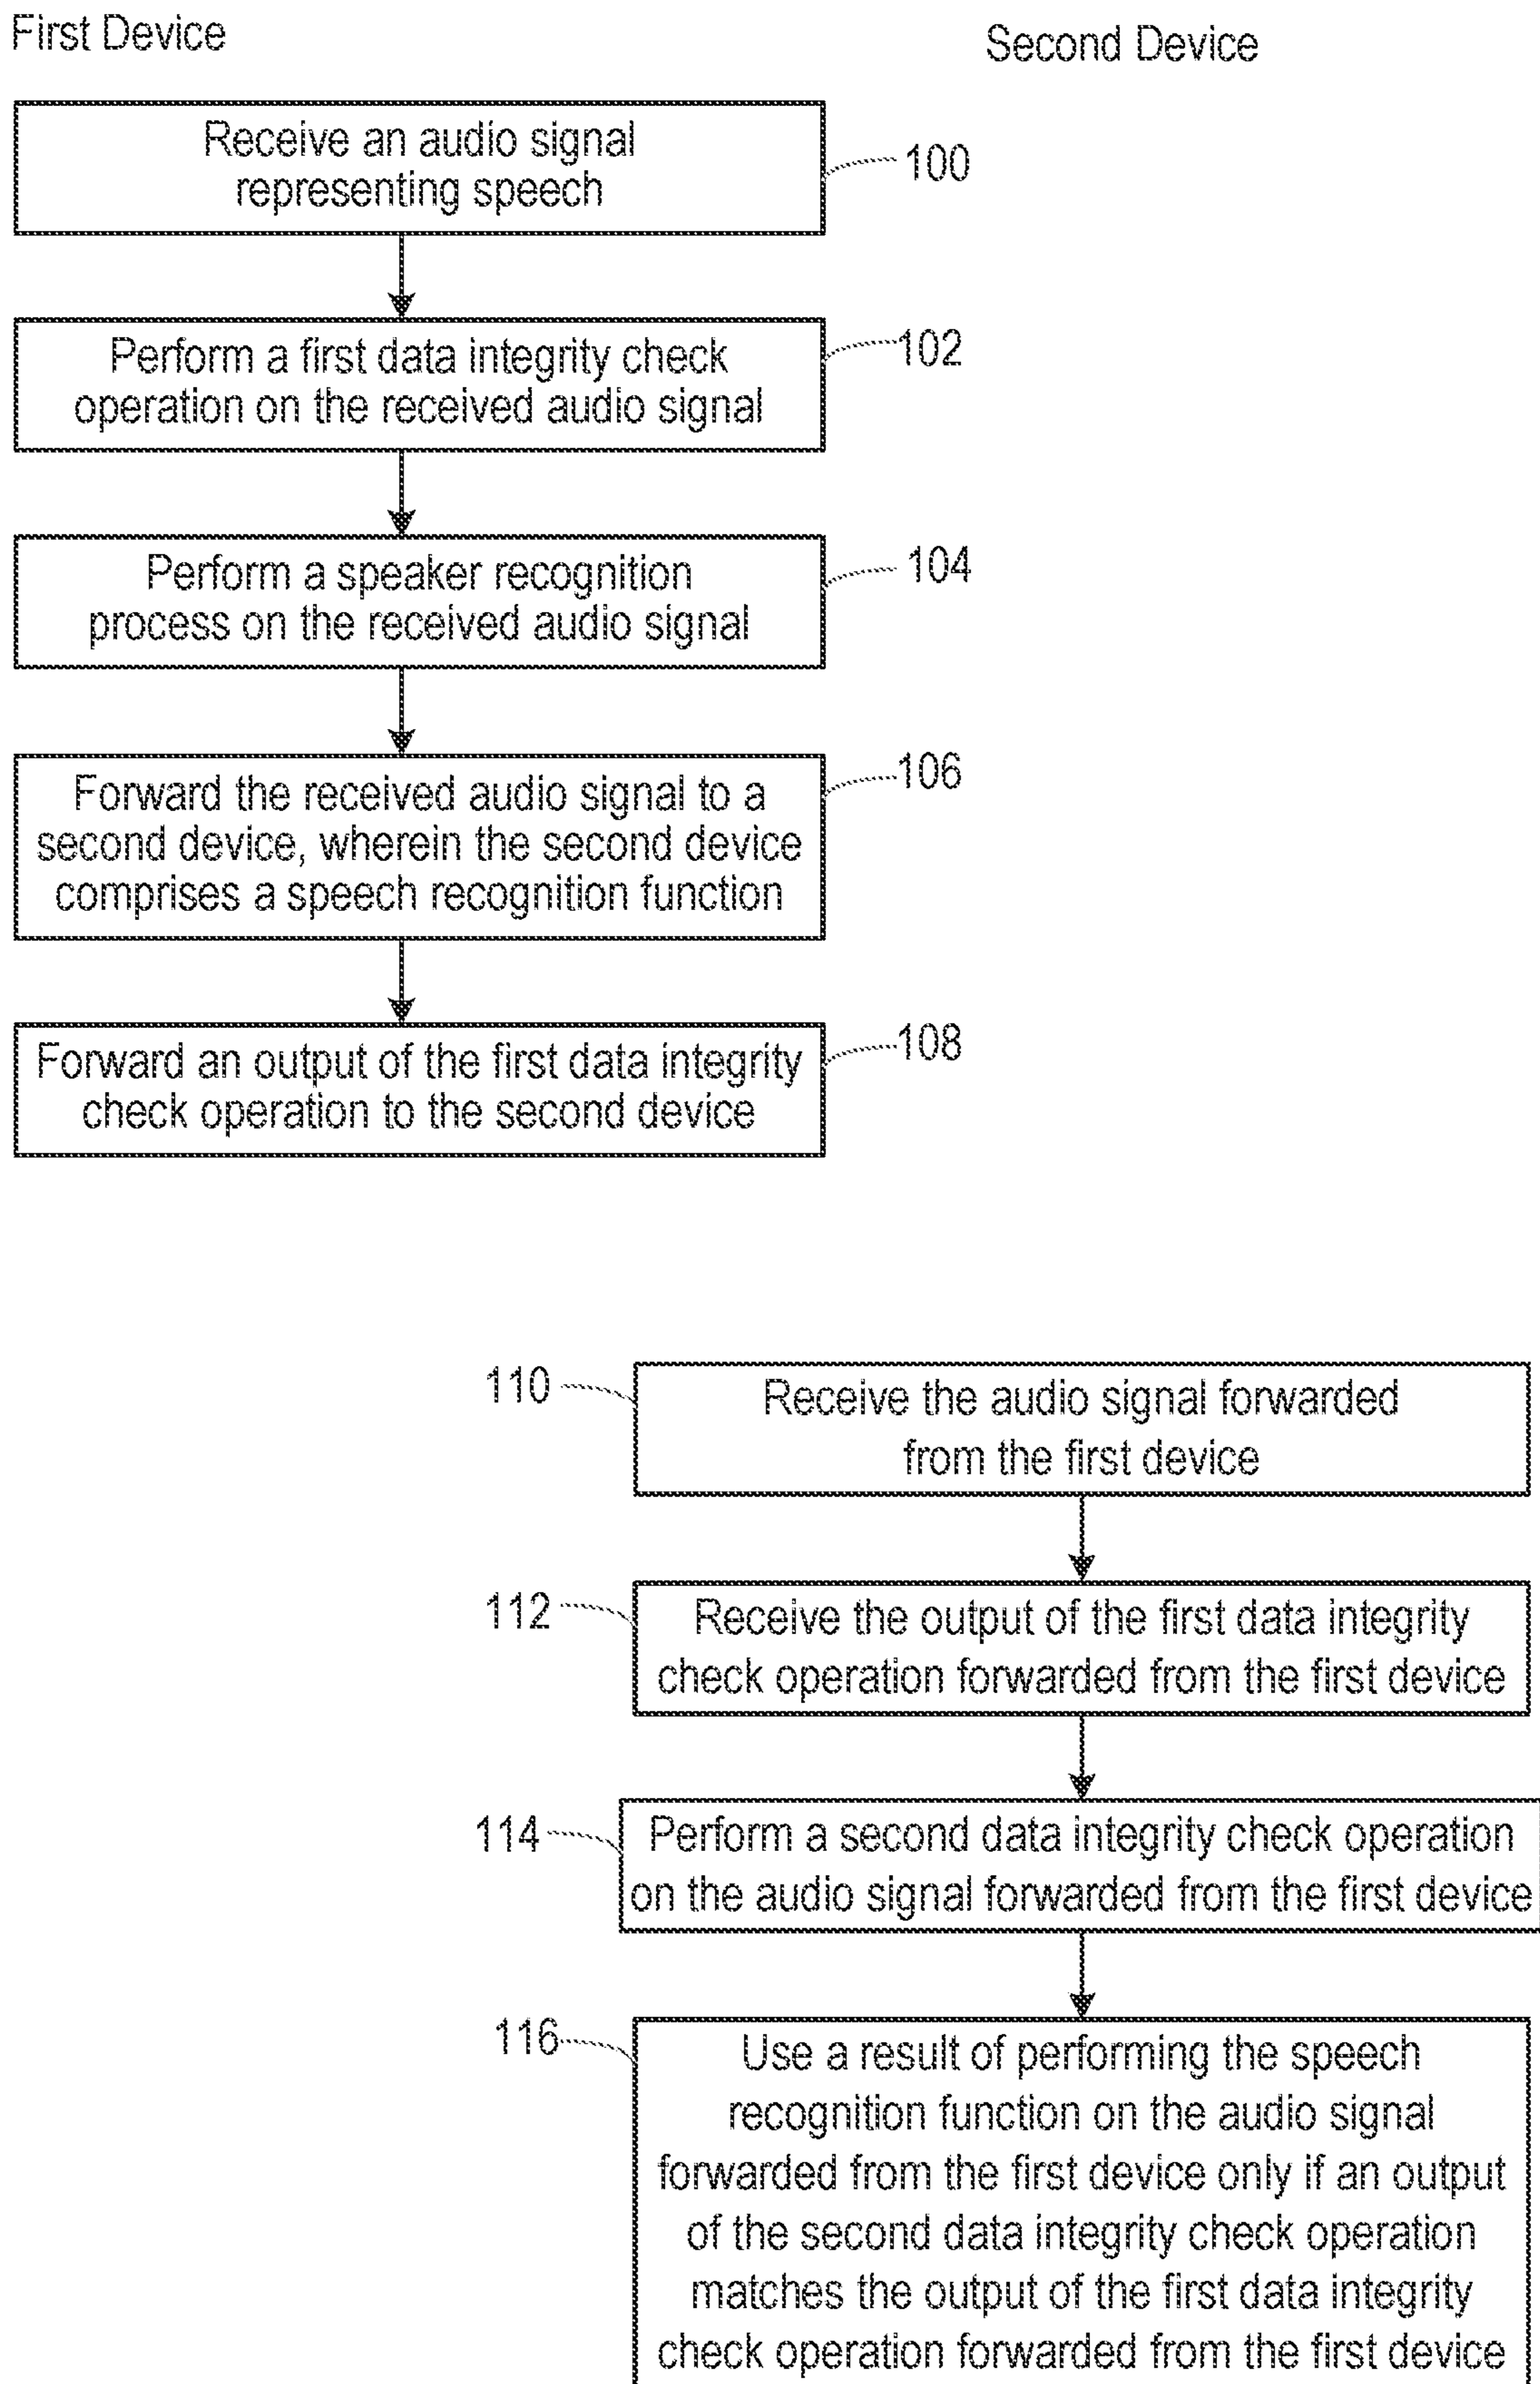 First Device
Second Device
Receive an audio signal
representing speech
100
Perform a first data integrity check
operation on the received audio signal
102
Perform a speaker recognition
process on the received audio signal
104
Forward the received audio signal to a
second device, wherein the second device
comprises a speech recognition function
106
Forward an output of the first data integrity
check operation to the second device
108
110
Receive the audio signal forwarded
from the first device
112
Receive the output of the first data integrity
check operation forwarded from the first device
114
Perform a second data integrity check operation
on the audio signal forwarded from the first device
116
Use a result of performing the speech
recognition function on the audio signal
forwarded from the first device only if an output
of the second data integrity check operation
matches the output of the first data integrity
check operation forwarded from the first device